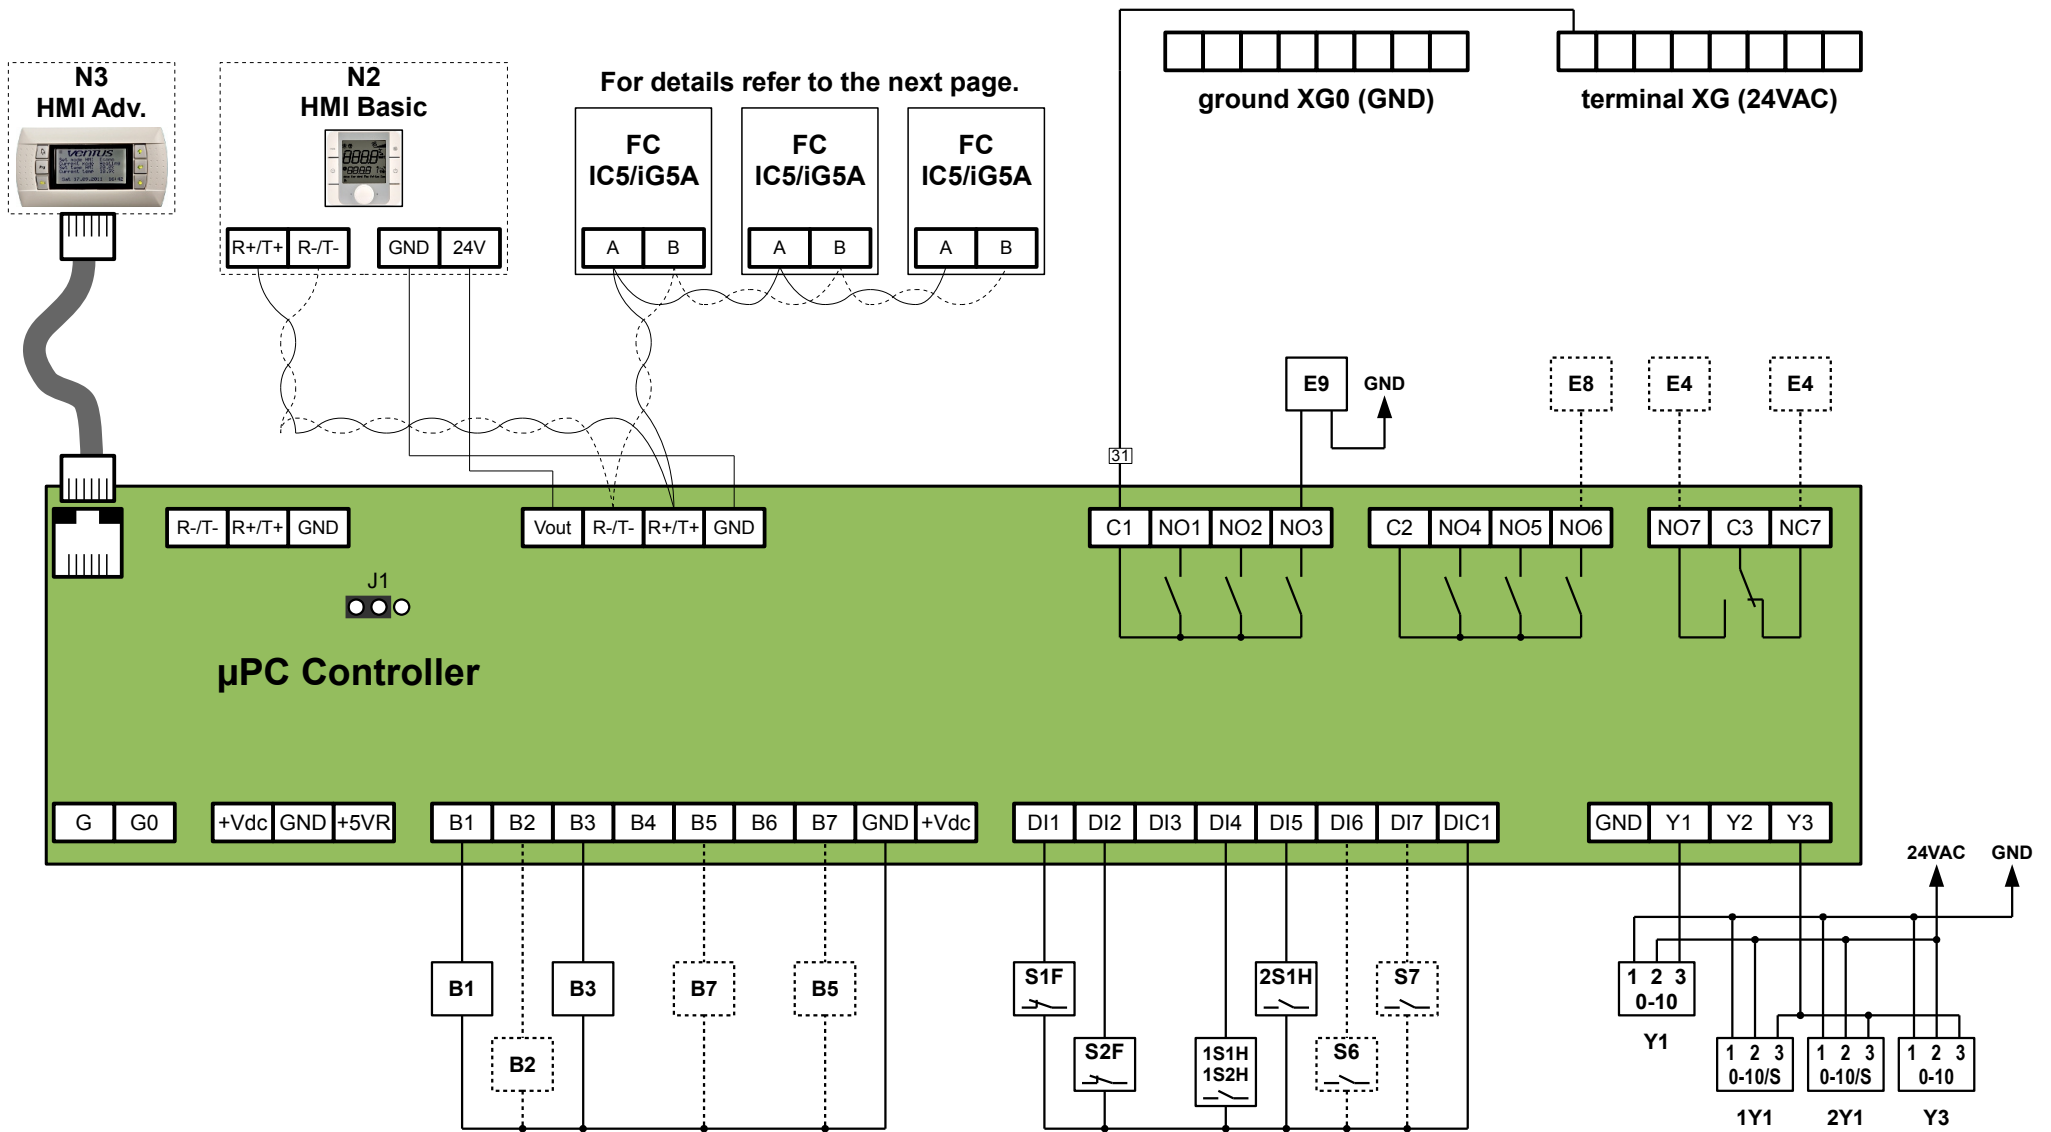 N3
HMI Adv.
N2
HMI Basic
For details refer to the next page.
ground XG0 (GND)
terminal XG (24VAC)
VENTUS
FC
IC5/iG5A
FC
IC5/iG5A
FC
IC5/iG5A
R+/T+ R-/T- GND 24V
A B
A B
A B
E9
GND
E8
E4
E4
31
R-/T- R+/T+ GND
Vout R-/T- R+/T+ GND
C1 NO1 NO2 NO3
C2 NO4 NO5 NO6
NO7 C3 NC7
J1
µPC Controller
G G0
+Vdc GND +5VR
B1 B2 B3 B4 B5 B6 B7 GND +Vdc
DI1 DI2 DI3 DI4 DI5 DI6 DI7 DIC1
GND Y1 Y2 Y3
24VAC GND
B1
B3
B7
B5
B2
S1F
2S1H
S7
S2F
1S1H
1S2H
S6
1 2 3
0-10
Y1
1 2 3
0-10/S
1Y1
1 2 3
0-10/S
2Y1
1 2 3
0-10
Y3